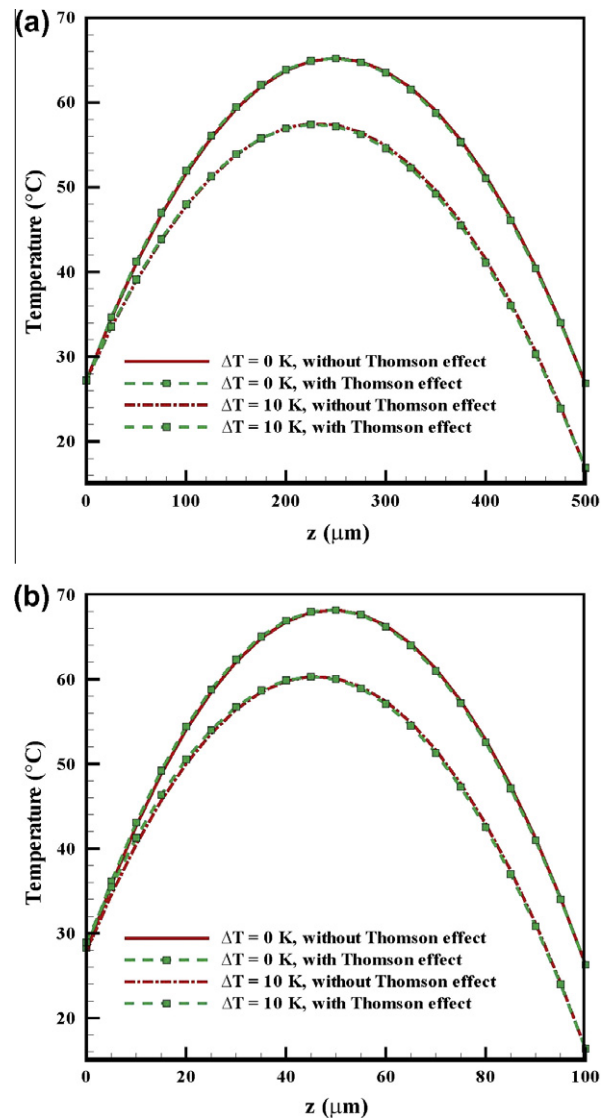 (a)
70
60
50
40
30
20
Temperature (°C)
ΔT = 0 K, without Thomson effect
ΔT = 0 K, with Thomson effect
ΔT = 10 K, without Thomson effect
ΔT = 10 K, with Thomson effect
0 100 200 300 400 500
z (μm)
(b)
70
60
50
40
30
20
Temperature (°C)
ΔT = 0 K, without Thomson effect
ΔT = 0 K, with Thomson effect
ΔT = 10 K, without Thomson effect
ΔT = 10 K, with Thomson effect
0 20 40 60 80 100
z (μm)